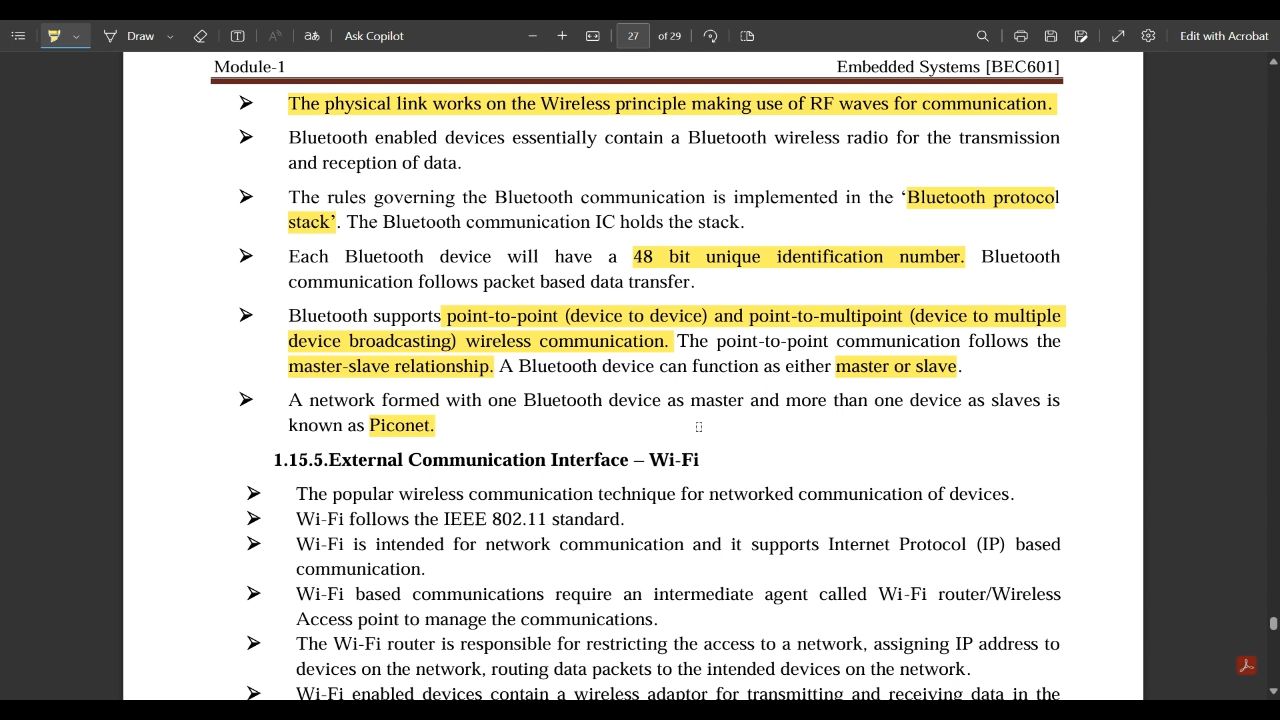 Draw
Ask Copilot
27 of 29
Edit with Acrobat
Module-1 Embedded Systems [BEC601]
➤ The physical link works on the Wireless principle making use of RF waves for communication.
➤ Bluetooth enabled devices essentially contain a Bluetooth wireless radio for the transmission
and reception of data.
➤ The rules governing the Bluetooth communication is implemented in the ‘Bluetooth protocol
stack’. The Bluetooth communication IC holds the stack.
➤ Each Bluetooth device will have a 48 bit unique identification number. Bluetooth
communication follows packet based data transfer.
➤ Bluetooth supports point-to-point (device to device) and point-to-multipoint (device to multiple
device broadcasting) wireless communication. The point-to-point communication follows the
master-slave relationship. A Bluetooth device can function as either master or slave.
➤ A network formed with one Bluetooth device as master and more than one device as slaves is
known as Piconet.
1.15.5.External Communication Interface – Wi-Fi
➤ The popular wireless communication technique for networked communication of devices.
➤ Wi-Fi follows the IEEE 802.11 standard.
➤ Wi-Fi is intended for network communication and it supports Internet Protocol (IP) based
communication.
➤ Wi-Fi based communications require an intermediate agent called Wi-Fi router/Wireless
Access point to manage the communications.
➤ The Wi-Fi router is responsible for restricting the access to a network, assigning IP address to
devices on the network, routing data packets to the intended devices on the network.
➤ Wi-Fi enabled devices contain a wireless adaptor for transmitting and receiving data in the